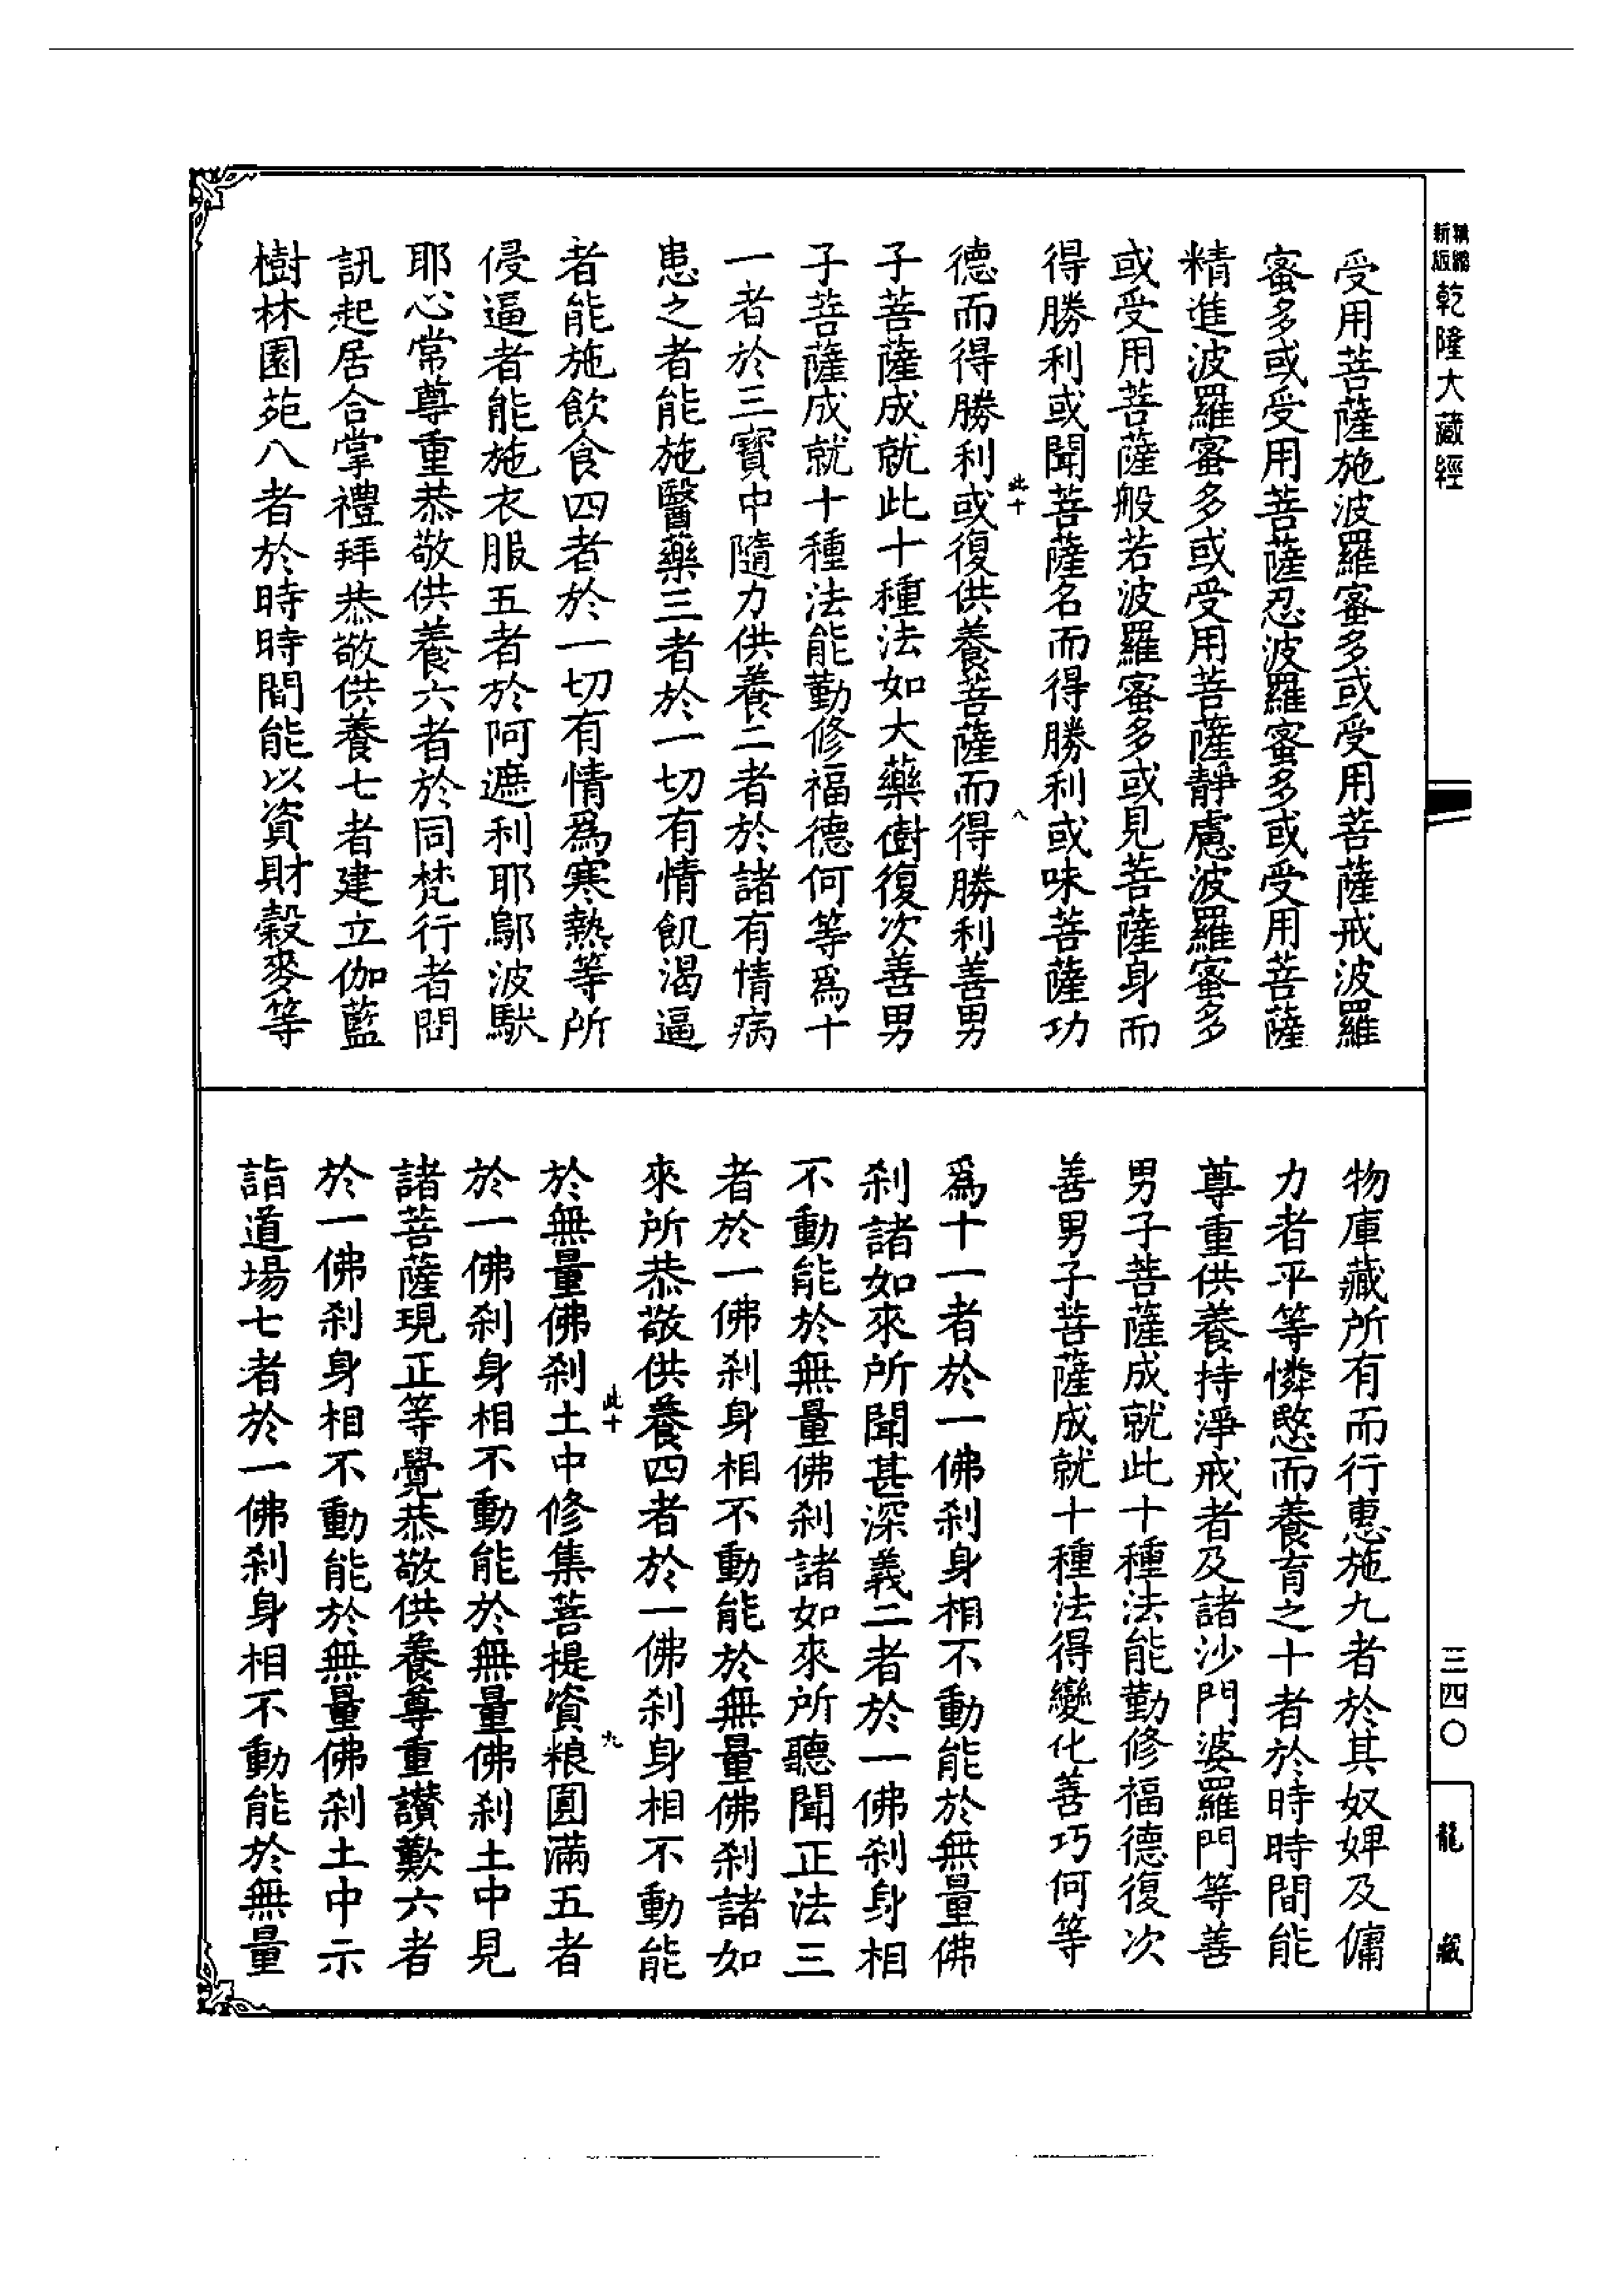 精縮新版乾隆大藏經
受用菩薩施波羅蜜多或受用菩薩戒波羅
蜜多或受用菩薩忍波羅蜜多或受用菩薩
精進波羅蜜多或受用菩薩靜慮波羅蜜多
或受用菩薩般若波羅蜜多或見菩薩身而
得勝利或聞菩薩名而得勝利或味菩薩功
此十
八
德而得勝利或復供養菩薩而得勝利善男
子菩薩成就此十種法如大藥樹復次善男
子菩薩成就十種法能勤修福德何等爲十
一者於三寶中隨力供養二者於諸有情病
患之者能施醫藥三者於一切有情飢渴逼
者能施飲食四者於一切有情爲寒熱等所
侵逼者能施衣服五者於阿遮利耶鄔波馱
耶心常尊重恭敬供養六者於同梵行者問
訊起居合掌禮拜恭敬供養七者建立伽藍
樹林園苑八者於時時間能以資財穀麥等
物庫藏所有而行惠施九者於其奴婢及傭
力者平等憐愍而養育之十者於時時間能
尊重供養持淨戒者及諸沙門婆羅門等善
男子菩薩成就此十種法能勤修福德復次
善男子菩薩成就十種法得變化善巧何等
爲十一者於一佛刹身相不動能於無量佛
刹諸如來所聞甚深義二者於一佛刹身相
不動能於無量佛刹諸如來所聽聞正法三
者於一佛刹身相不動能於無量佛刹諸如
來所恭敬供養四者於一佛刹身相不動能
此十
九
於無量佛刹土中修集菩提資粮圓滿五者
於一佛刹身相不動能於無量佛刹土中見
諸菩薩現正等覺恭敬供養尊重讚歎六者
於一佛刹身相不動能於無量佛刹土中示
詣道場七者於一佛刹身相不動能於無量
三四〇
龍藏